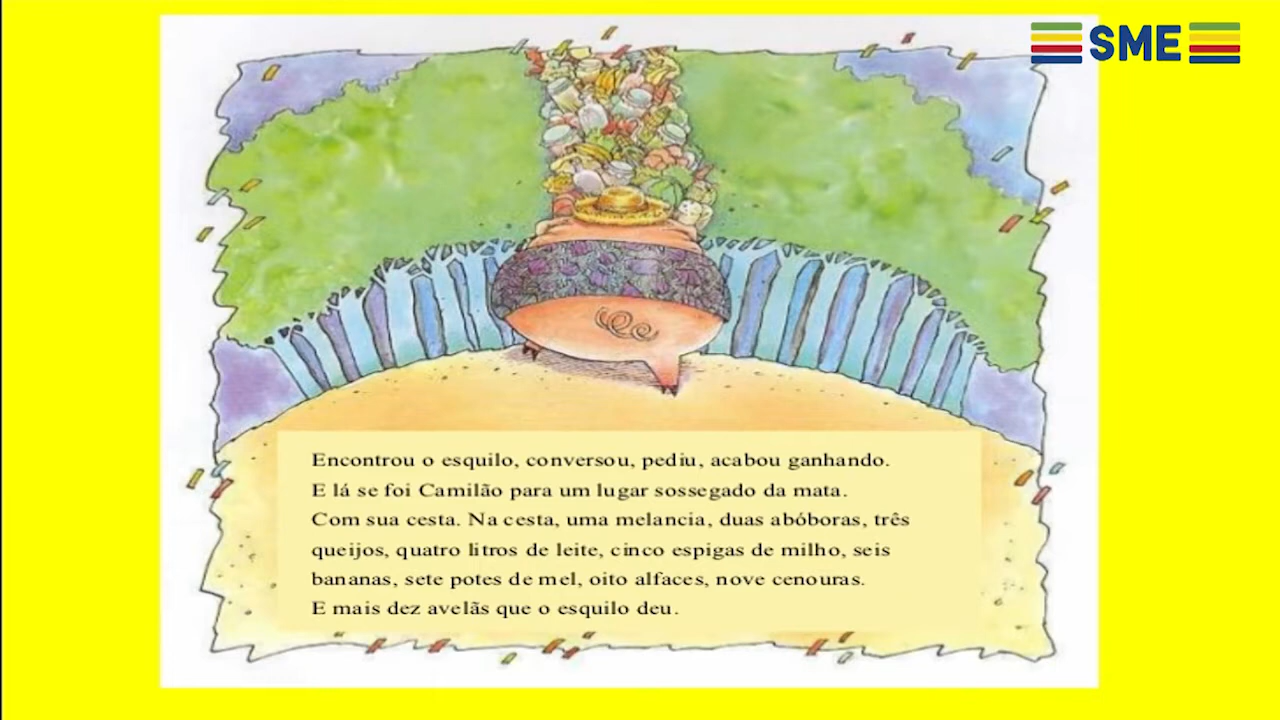 SME
Encontrou o esquilo, conversou, pediu, acabou ganhando.
E lá se foi Camilão para um lugar sossegado da mata.
Com sua cesta. Na cesta, uma melancia, duas abóboras, três
queijos, quatro litros de leite, cinco espigas de milho, seis
bananas, sete potes de mel, oito alfaces, nove cenouras.
E mais dez avelãs que o esquilo deu.